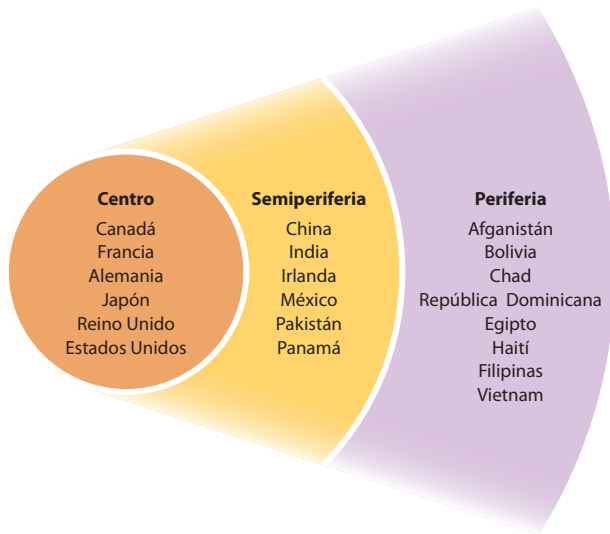 Centro
Canadá
Francia
Alemania
Japón
Reino Unido
Estados Unidos
Semiperiferia
China
India
Irlanda
México
Pakistán
Panamá
Periferia
Afganistán
Bolivia
Chad
República Dominicana
Egipto
Haití
Filipinas
Vietnam